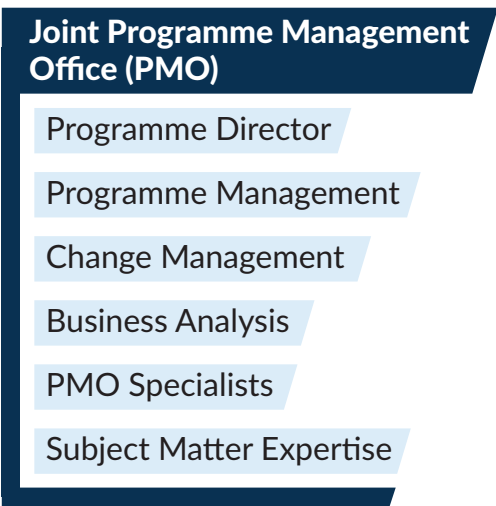 Joint Programme Management
Office (PMO)
Programme Director
Programme Management
Change Management
Business Analysis
PMO Specialists
Subject Matter Expertise